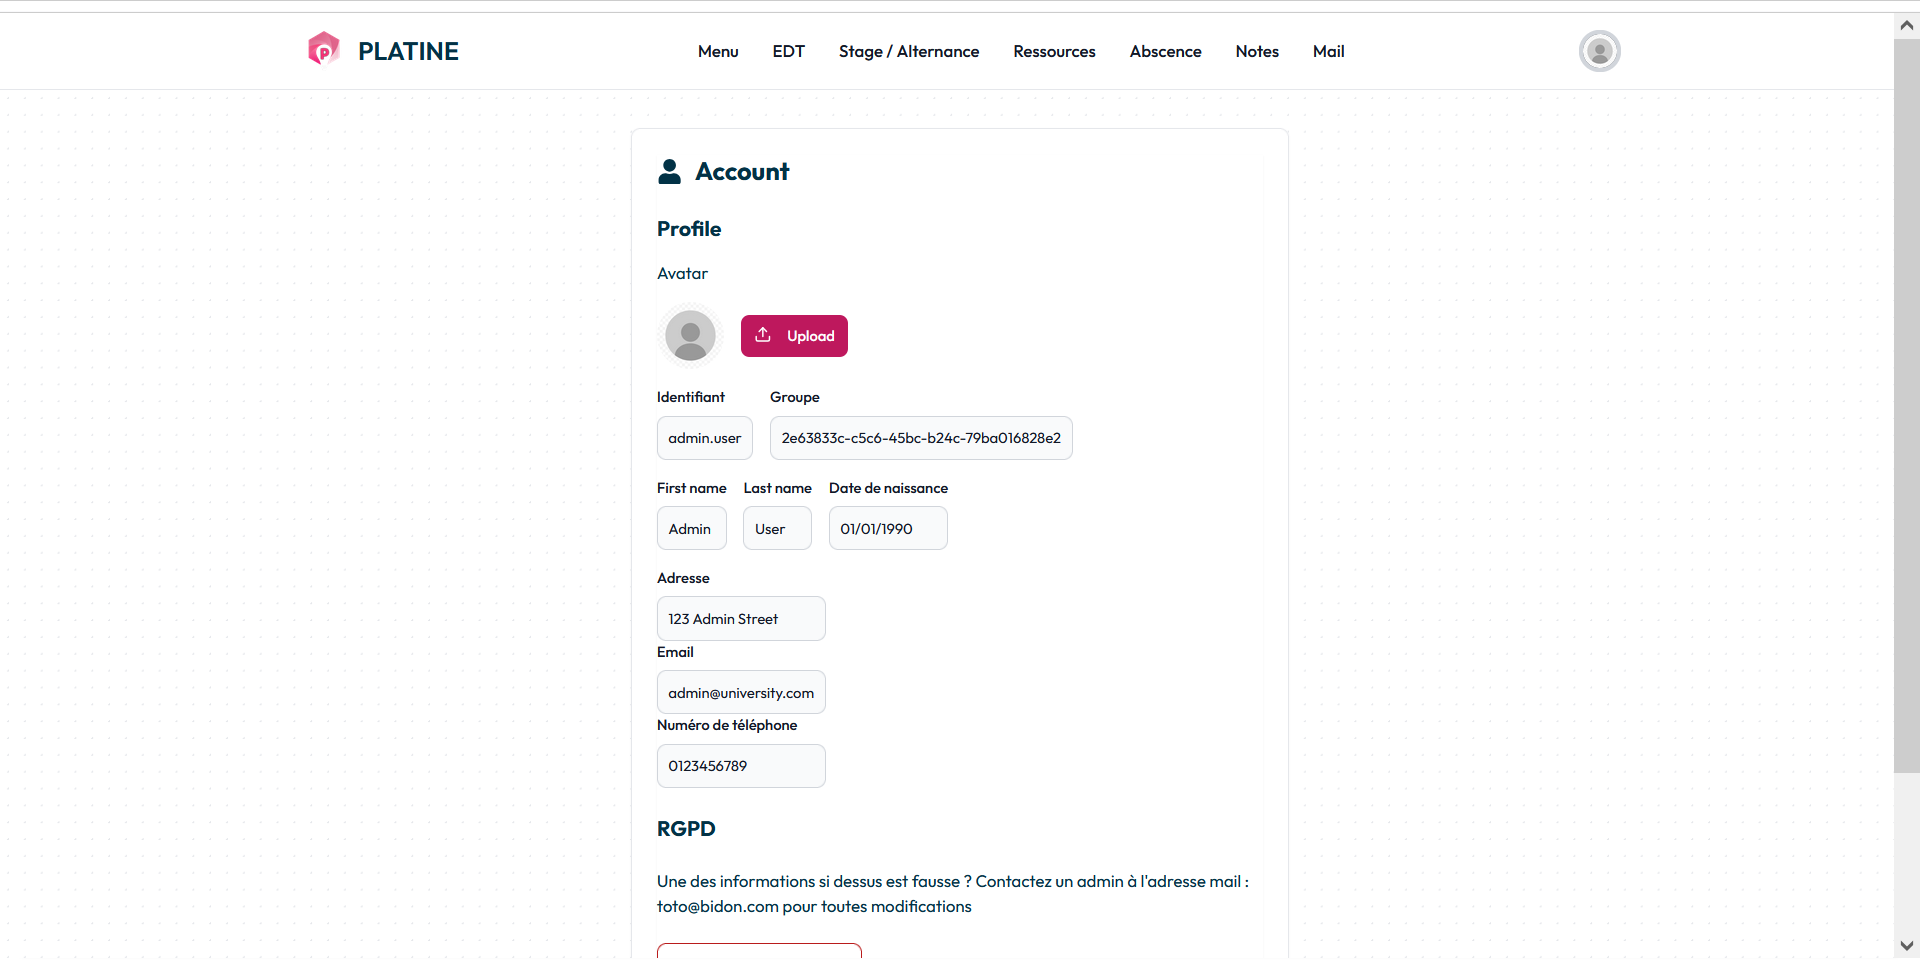 PLATINE
Menu EDT Stage / Alternance Ressources Abscence Notes Mail
Account
Profile
Avatar
Upload
Identifiant Groupe
admin.user 2e63833c-c5c6-45bc-b24c-79ba016828e2
First name Last name Date de naissance
Admin User 01/01/1990
Adresse
123 Admin Street
Email
admin@university.com
Numéro de téléphone
0123456789
RGPD
Une des informations si dessus est fausse ? Contactez un admin à l'adresse mail :
toto@bidon.com pour toutes modifications